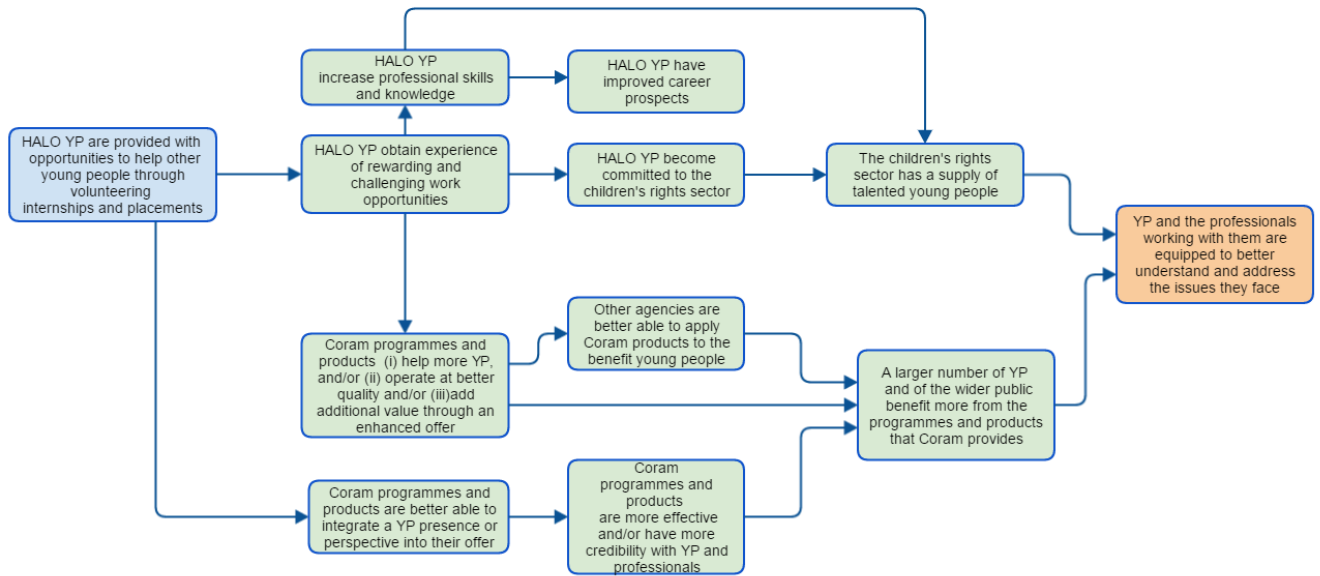 HALO YP are provided with
opportunities to help other
young people through
volunteering
internships and placements
HALO YP
increase professional skills
and knowledge
HALO YP have
improved career
prospects
HALO YP obtain experience
of rewarding and
challenging work
opportunities
HALO YP become
committed to the
children's rights sector
The children's rights
sector has a supply of
talented young people
YP and the professionals
working with them are
equipped to better
understand and address
the issues they face
Coram programmes and
products (i) help more YP,
and/or (ii) operate at better
quality and/or (iii)add
additional value through an
enhanced offer
Other agencies are
better able to apply
Coram products to the
benefit young people
A larger number of YP
and of the wider public
benefit more from the
programmes and products
that Coram provides
Coram programmes and
products are better able to
integrate a YP presence or
perspective into their offer
Coram
programmes and
products
are more effective
and/or have more
credibility with YP and
professionals